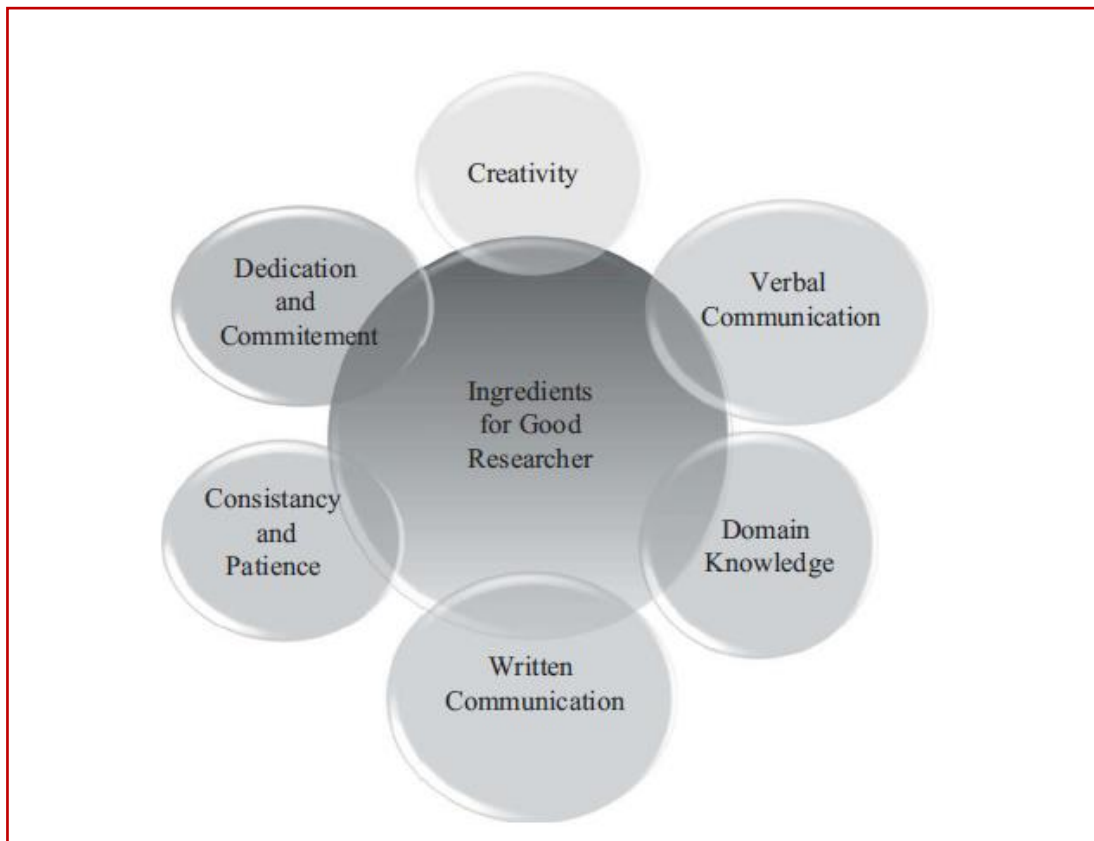 Creativity
Verbal
Communication
Domain
Knowledge
Written
Communication
Consistancy
and
Patience
Dedication
and
Commitement
Ingredients
for Good
Researcher